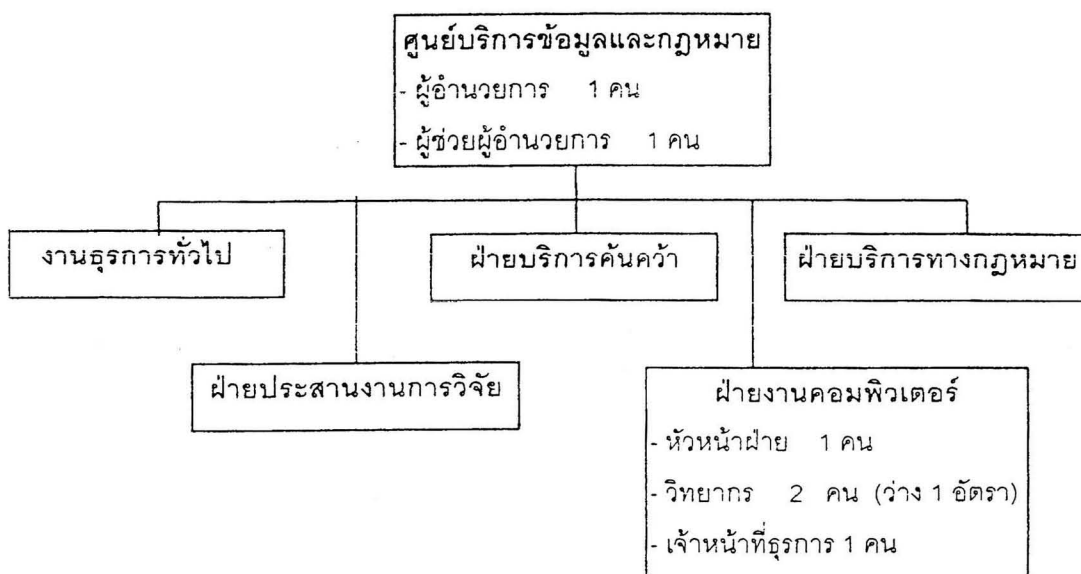 ศูนย์บริการข้อมูลและกฎหมาย
- ผู้อำนวยการ 1 คน
- ผู้ช่วยผู้อำนวยการ 1 คน
งานธุรการทั่วไป
ฝ่ายบริการค้นคว้า
ฝ่ายบริการทางกฎหมาย
ฝ่ายประสานงานการวิจัย
ฝ่ายงานคอมพิวเตอร์
- หัวหน้าฝ่าย 1 คน
- วิทยากร 2 คน (ว่าง 1 อัตรา)
- เจ้าหน้าที่ธุรการ 1 คน